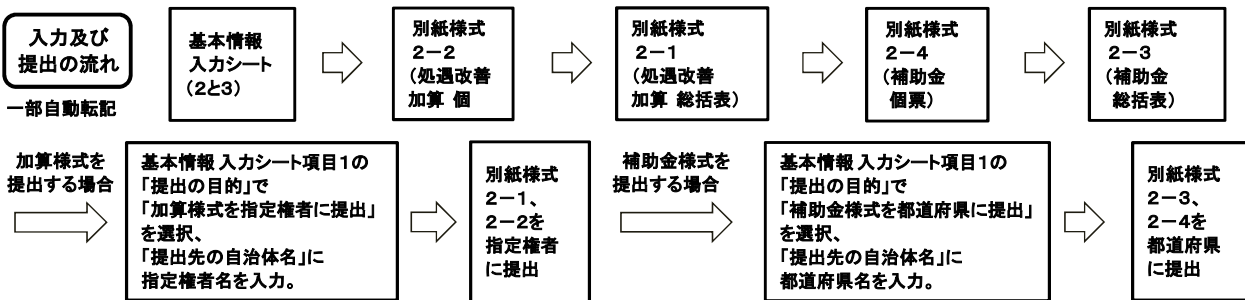 入力及び
提出の流れ
一部自動転記
基本情報
入力シート
(2と3)
別紙様式
2-2
(処遇改善
加算 個
別紙様式
2-1
(処遇改善
加算 総括表)
別紙様式
2-4
(補助金
個票)
別紙様式
2-3
(補助金
総括表)
加算様式を
提出する場合
基本情報 入力シート項目1の
「提出の目的」で
「加算様式を指定権者に提出」
を選択、
「提出先の自治体名」に
指定権者名を入力。
別紙様式
2-1、
2-2を
指定権者
に提出
補助金様式を
提出する場合
基本情報 入力シート項目1の
「提出の目的」で
「補助金様式を都道府県に提出」
を選択、
「提出先の自治体名」に
都道府県名を入力。
別紙様式
2-3、
2-4を
都道府県
に提出